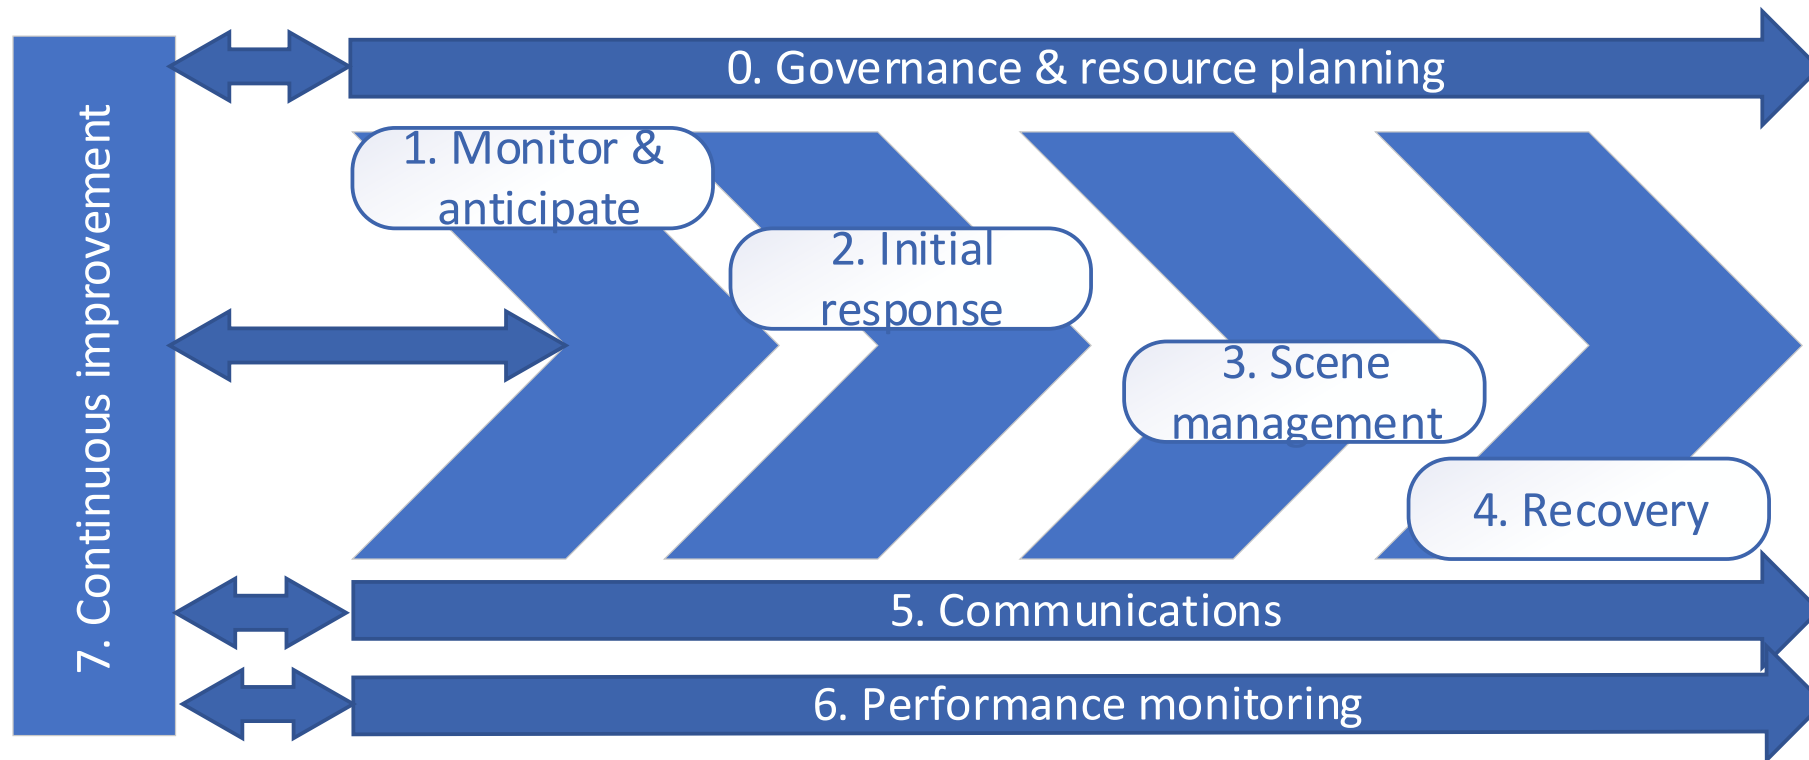 0. Governance & resource planning
7. Continuous improvement
1. Monitor &
anticipate
2. Initial
response
3. Scene
management
4. Recovery
5. Communications
6. Performance monitoring